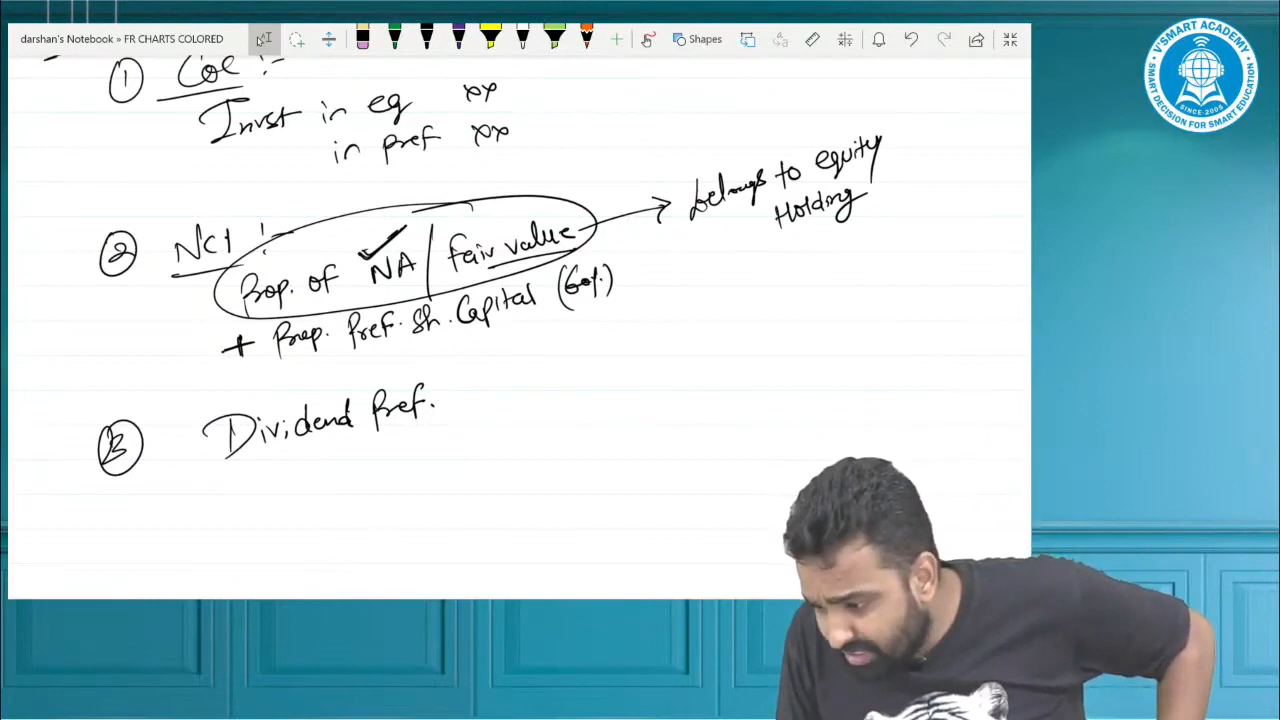 darshan's Notebook » FR CHARTS COLORED
Shapes
V'SMART ACADEMY
SMART DECISION FOR SMART EDUCATION
SINCE-2005
① CoC :-
Invst in eq xx
in pref xx
② NCI :-
Prop. of NA / fair value → belongs to equity Holding
+ Prop. Pref. Sh. Capital (60%)
③ Dividend Pref.